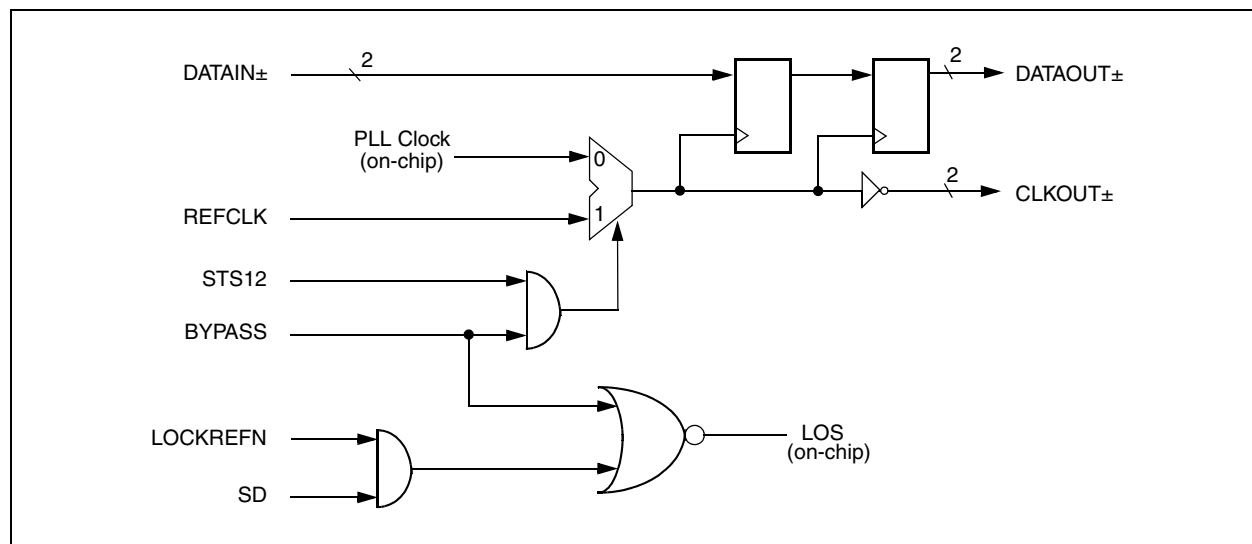 DATAIN±
2
2
DATAOUT±
PLL Clock
(on-chip)
0
1
2
CLKOUT±
REFCLK
STS12
BYPASS
LOCKREFN
SD
LOS
(on-chip)